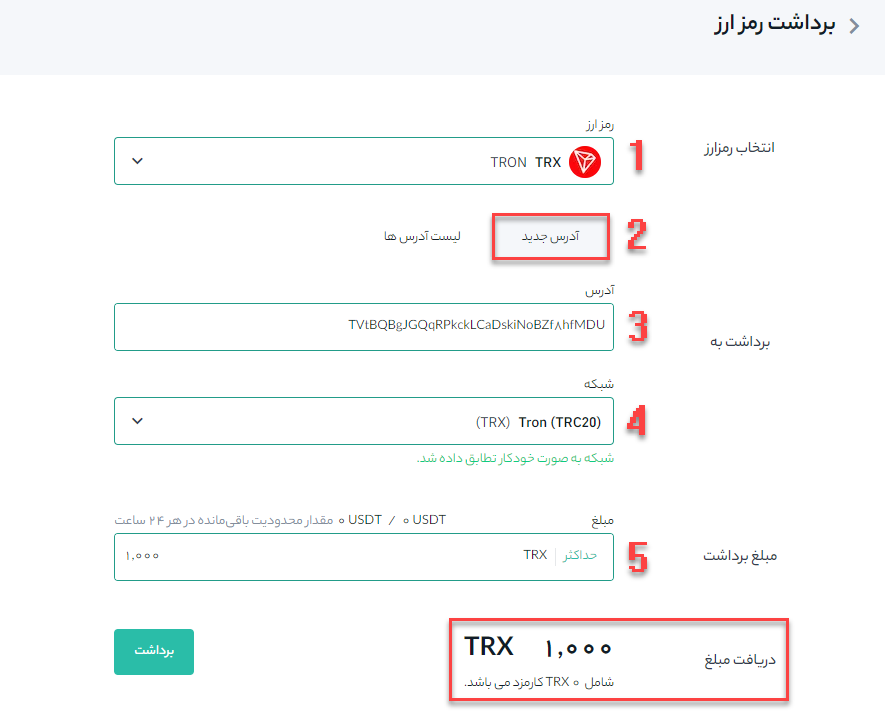 برداشت رمز ارز
رمز ارز
انتخاب رمزارز
1
TRX TRON
2
آدرس جدید
لیست آدرس ها
آدرس
برداشت به
3
TVtBQBgJGQqRPkckLCaDskiNoBZf۸hfMDU
شبکه
4
Tron (TRC20) (TRX)
شبکه به صورت خودکار تطابق داده شد.
مبلغ
۰ USDT / ۰ USDT مقدار محدودیت باقی‌مانده در هر ۲۴ ساعت
مبلغ برداشت
5
حداکثر TRX ۱,۰۰۰
دریافت مبلغ
۱,۰۰۰ TRX
شامل ۰ TRX کارمزد می باشد.
برداشت